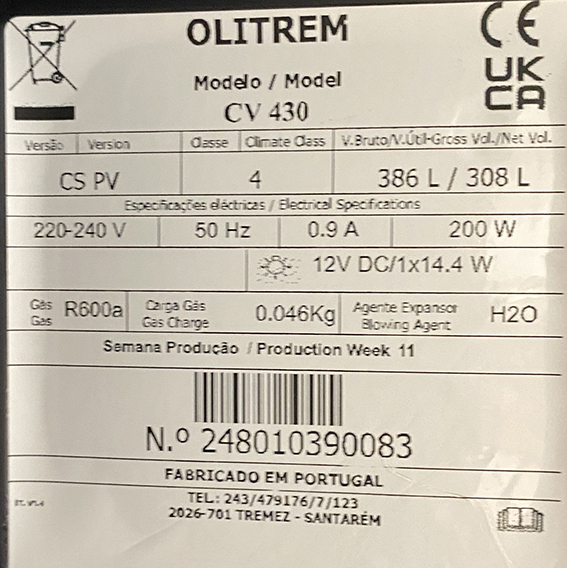 OLITREM
CE
UK
CA
Modelo / Model
CV 430
Versão Version Classe Climate Class V.Bruto/V.Útil-Gross Vol./Net Vol.
CS PV 4 386 L / 308 L
Especificações eléctricas / Electrical Specifications
220-240 V 50 Hz 0.9 A 200 W
12V DC/1x14.4 W
Gás R600a Carga Gás 0.046Kg Agente Expansor H2O
Gas Gas Charge Blowing Agent
Semana Produção / Production Week 11
N.º 248010390083
FABRICADO EM PORTUGAL
TEL: 243/479176/7/123
2026-701 TREMEZ - SANTARÉM